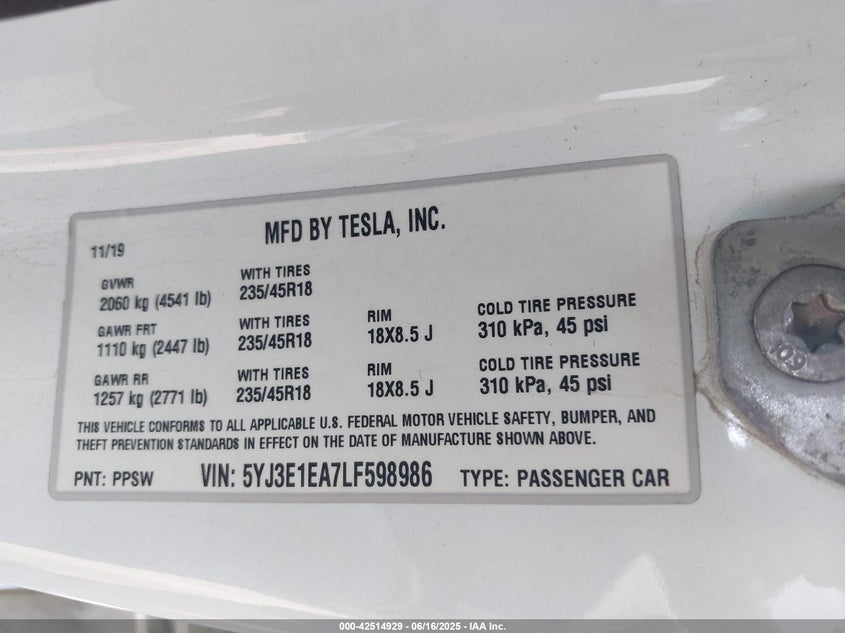 MFD BY TESLA, INC.
11/19
GVWR
2060 kg (4541 lb)
WITH TIRES
235/45R18
GAWR FRT
1110 kg (2447 lb)
WITH TIRES
235/45R18
RIM
18X8.5 J
COLD TIRE PRESSURE
310 kPa, 45 psi
GAWR RR
1257 kg (2771 lb)
WITH TIRES
235/45R18
RIM
18X8.5 J
COLD TIRE PRESSURE
310 kPa, 45 psi
THIS VEHICLE CONFORMS TO ALL APPLICABLE U.S. FEDERAL MOTOR VEHICLE SAFETY, BUMPER, AND
THEFT PREVENTION STANDARDS IN EFFECT ON THE DATE OF MANUFACTURE SHOWN ABOVE.
PNT: PPSW VIN: 5YJ3E1EA7LF598986 TYPE: PASSENGER CAR
000-42514929 - 06/16/2025 - IAA Inc.